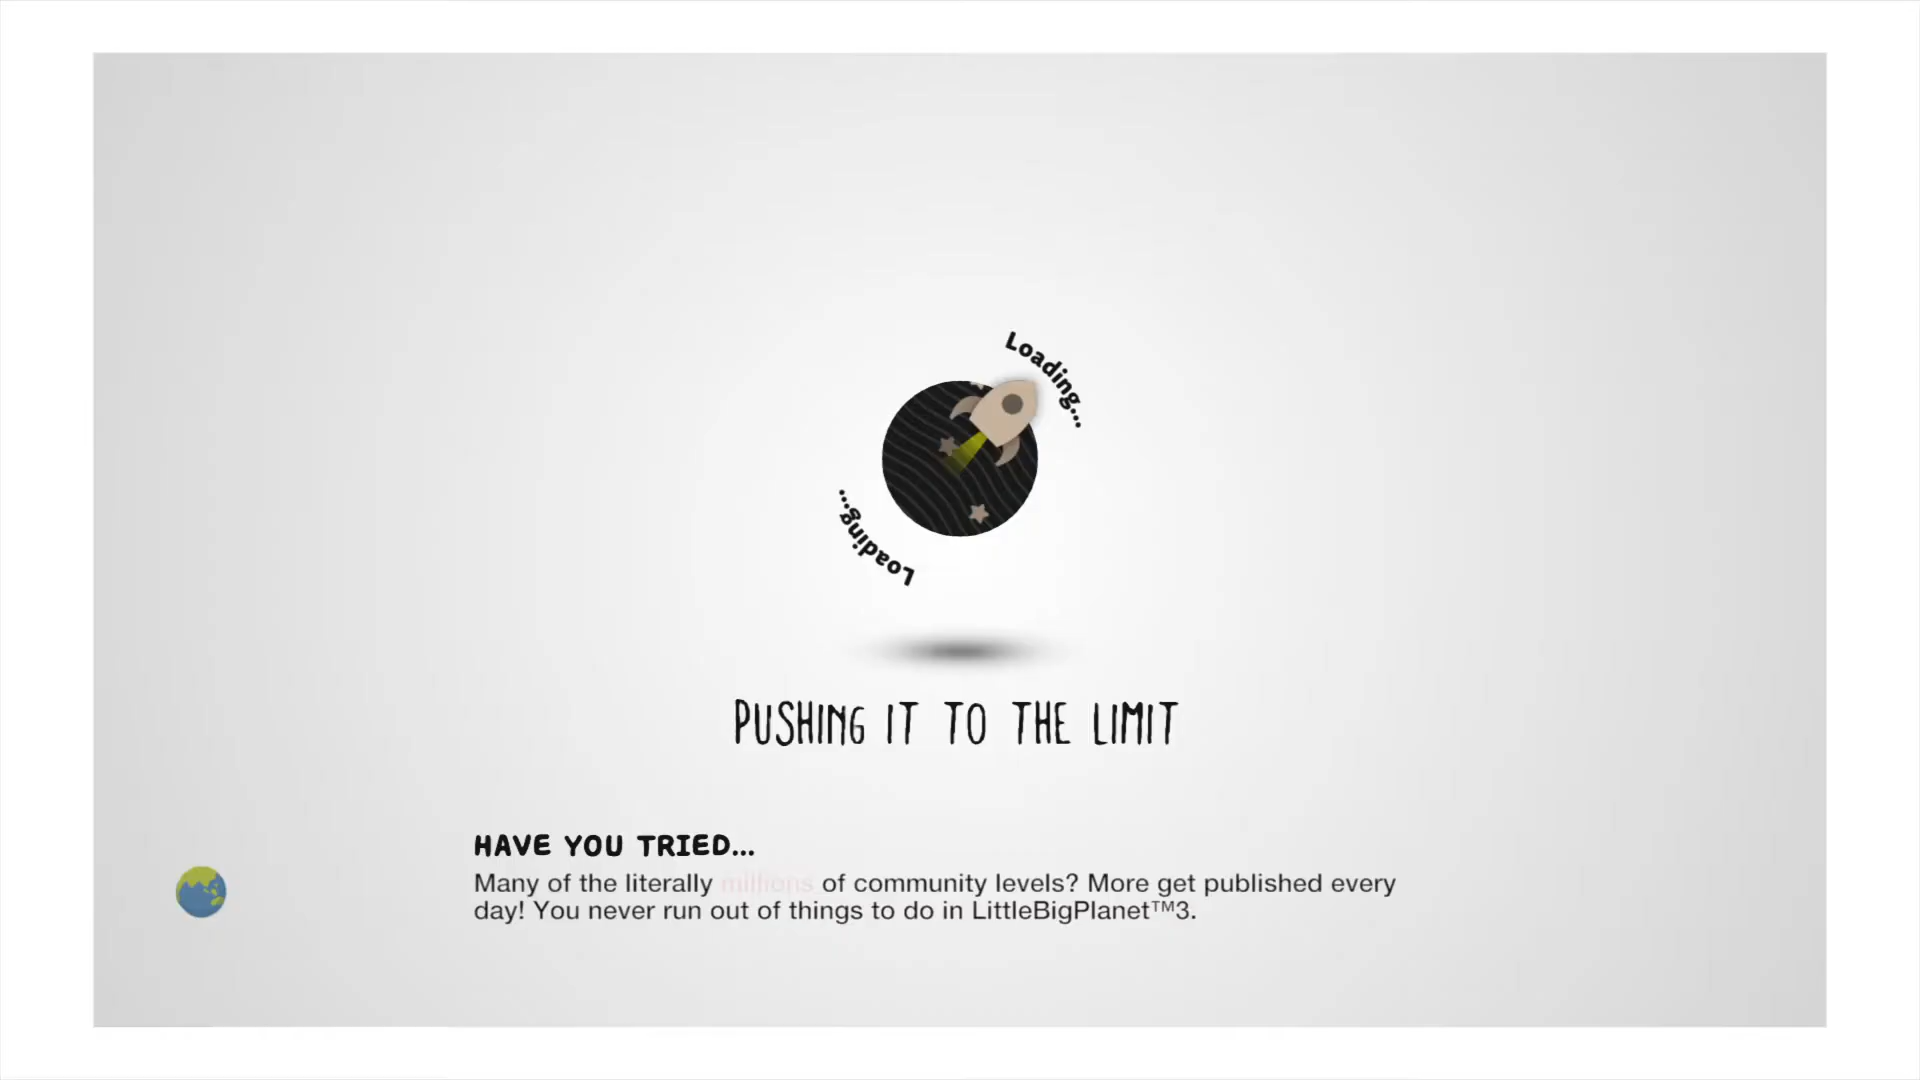 Loading...
Loading...
PUSHING IT TO THE LIMIT
HAVE YOU TRIED...
Many of the literally millions of community levels? More get published every
day! You never run out of things to do in LittleBigPlanet™3.